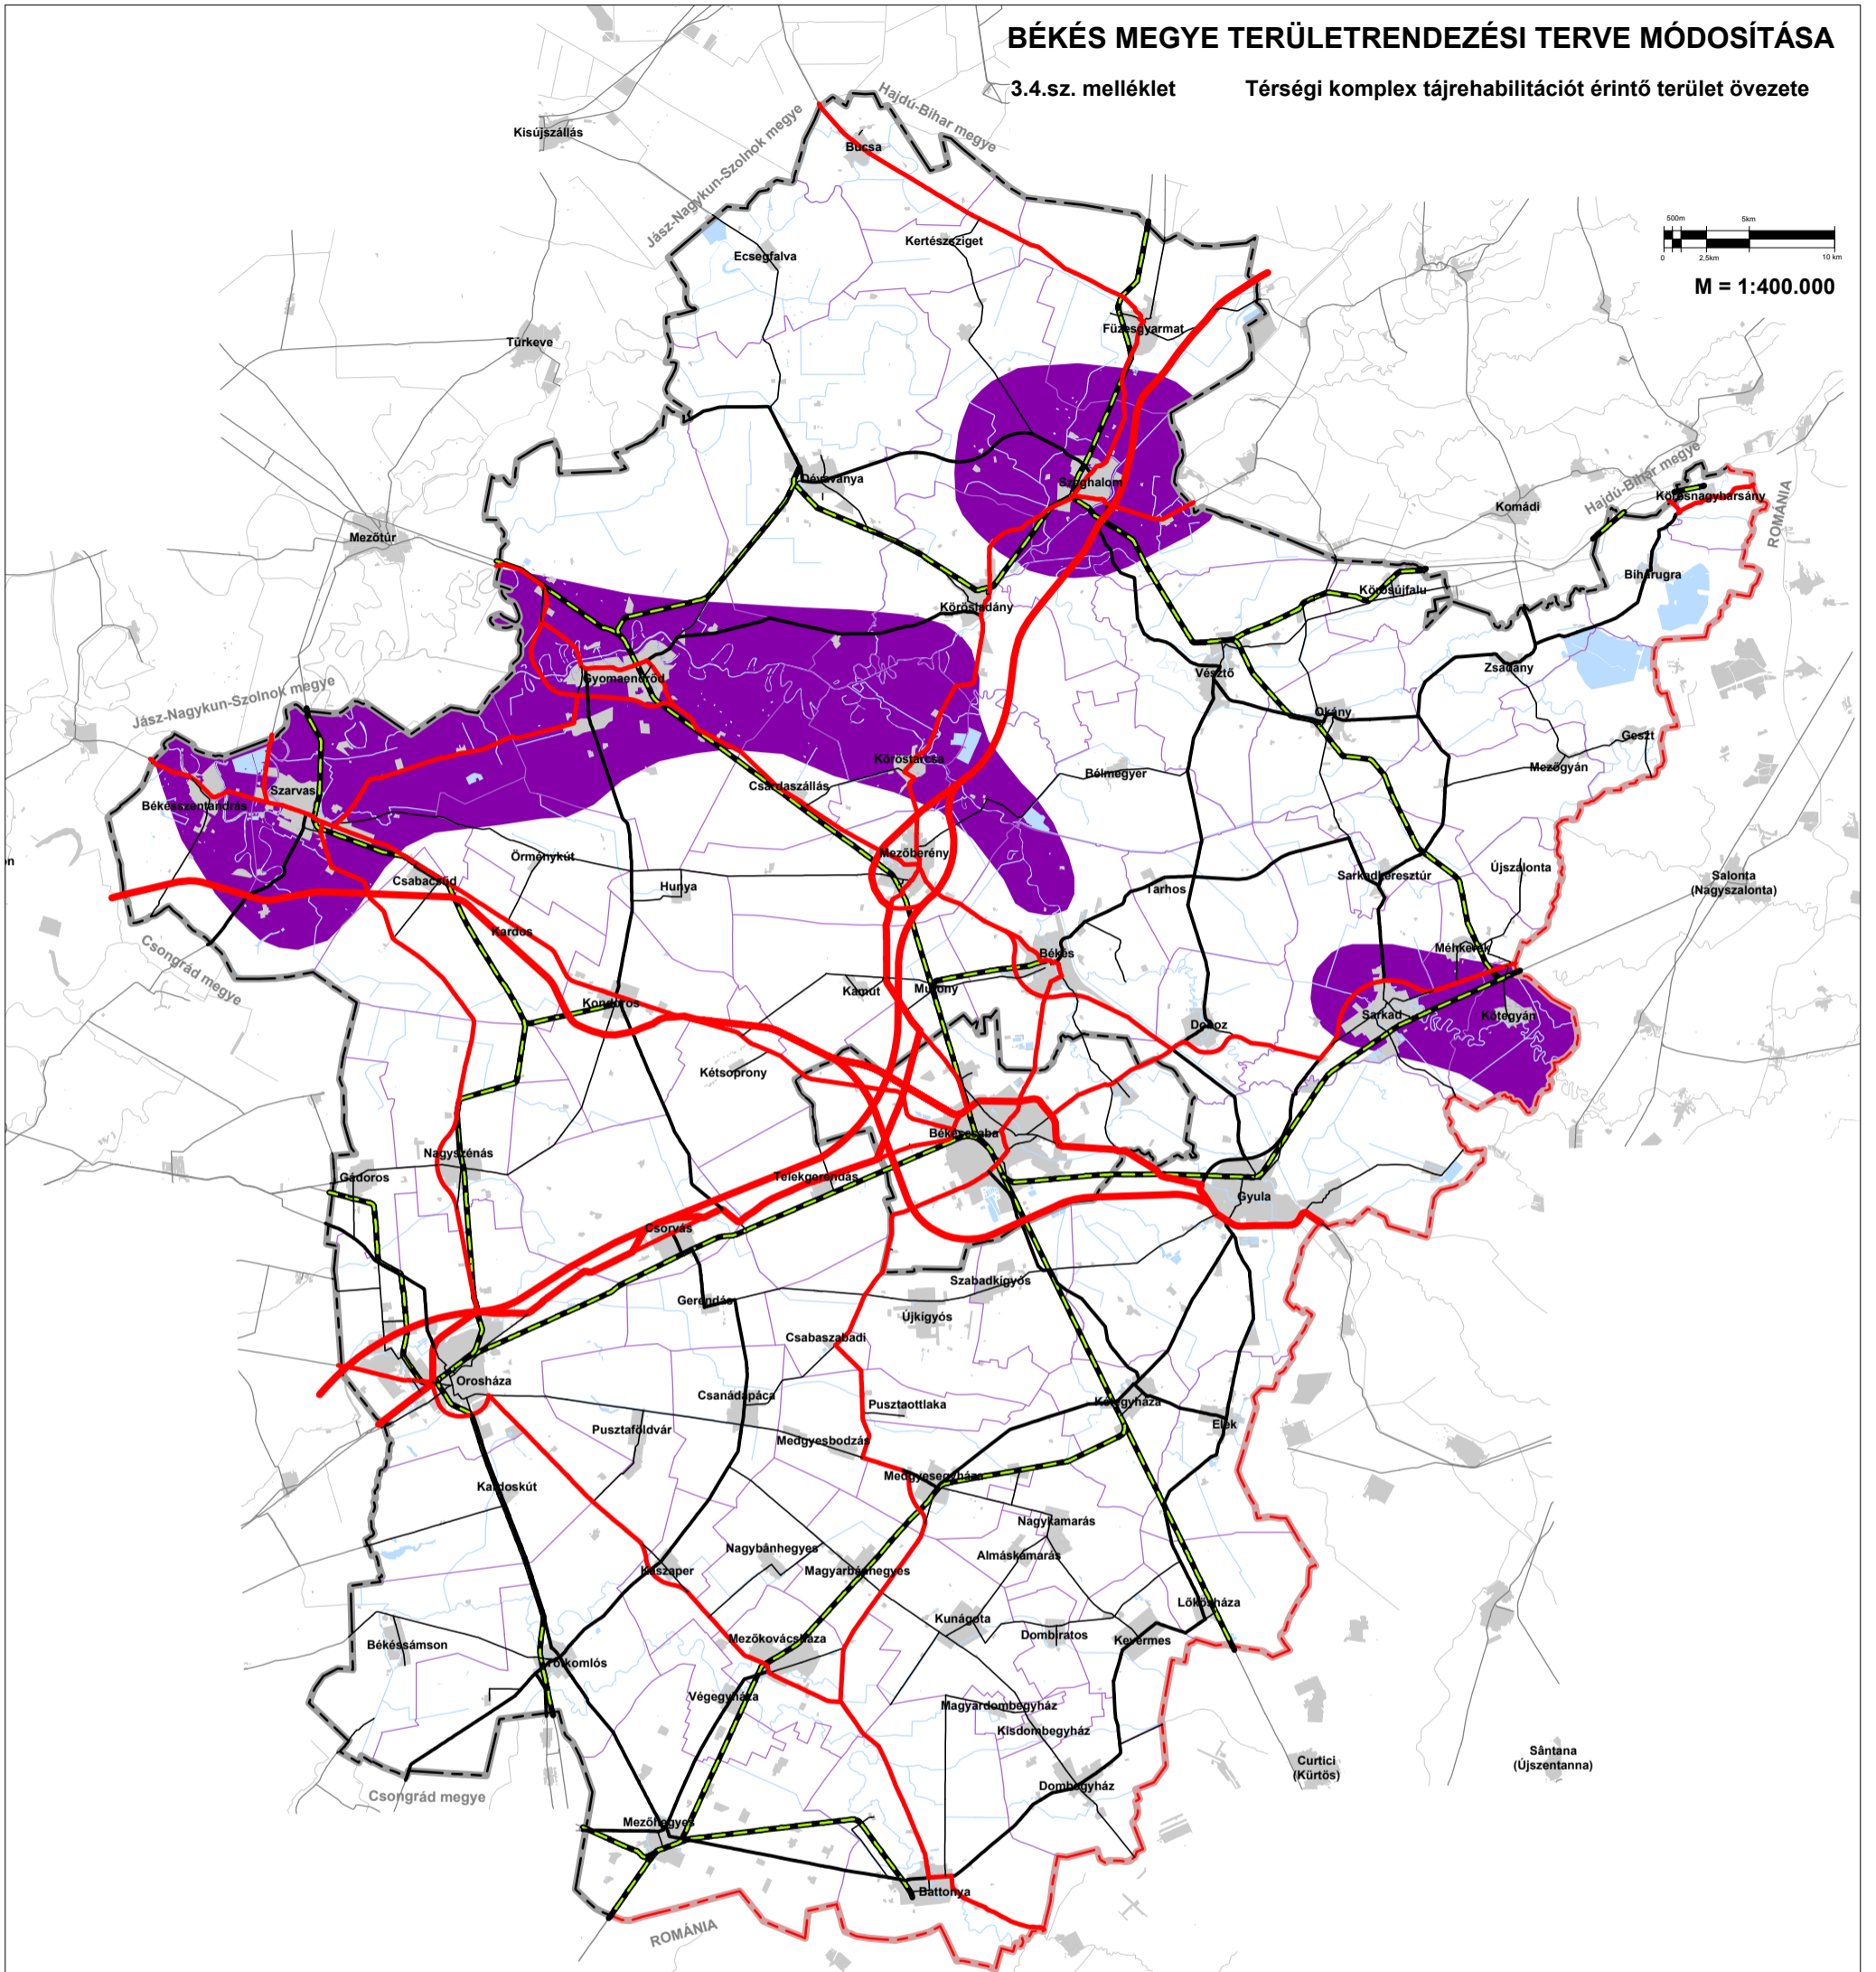 BÉKÉS MEGYE TERÜLETRENDEZÉSI TERVE MÓDOSÍTÁSA
3.4.sz. melléklet Térségi komplex tájrehabilitációt érintő terület övezete
500m 5km
0 2,5km 10 km
M = 1:400.000
Hajdú-Bihar megye
Jász-Nagykun-Szolnok megye
Kisújszállás
Bucsa
Kertészsziget
Ecsegfalva
Füzesgyarmat
Túrkeve
Dévaványa
Szeghalom
Hajdú-Bihar megye
Körösnagyharsány
Komádi
ROMÁNIA
Mezőtúr
Biharugra
Körösújfalu
Körösladány
Zsadány
Vésztő
Gyomaendrőd
Jász-Nagykun-Szolnok megye
Okány
Geszt
Köröstarcsa
Mezőgyán
Bélmegyer
Csárdaszállás
Szarvas
Békésszentandrás
on
Mezőberény
Örménykút
Újszalonta
Salonta
(Nagyszalonta)
Sarkadkeresztúr
Csabacsűd
Hunya
Tarhos
Kardos
Méhkerék
Békés
Csongrád megye
Kamut
Murony
Kondoros
Sarkad
Kötegyán
Doboz
Kétsoprony
Békéscsaba
Nagyszénás
Gádoros
Telekgerendás
Gyula
Csorvás
Szabadkígyós
Gerendás
Újkígyós
Csabaszabadi
Orosháza
Csanádapáca
Pusztaottlaka
Kétegyháza
Elek
Pusztaföldvár
Medgyesbodzás
Medgyesegyháza
Kardoskút
Nagykamarás
Nagybánhegyes
Almáskamarás
Kaszaper
Magyarbánhegyes
Lőkösháza
Kunágota
Dombiratos
Kevermes
Mezőkovácsháza
Békéssámson
Tótkomlós
Végegyháza
Magyardombegyház
Kisdombegyház
Sântana
(Újszentanna)
Curtici
(Kürtös)
Dombegyház
Csongrád megye
Mezőhegyes
Battonya
ROMÁNIA